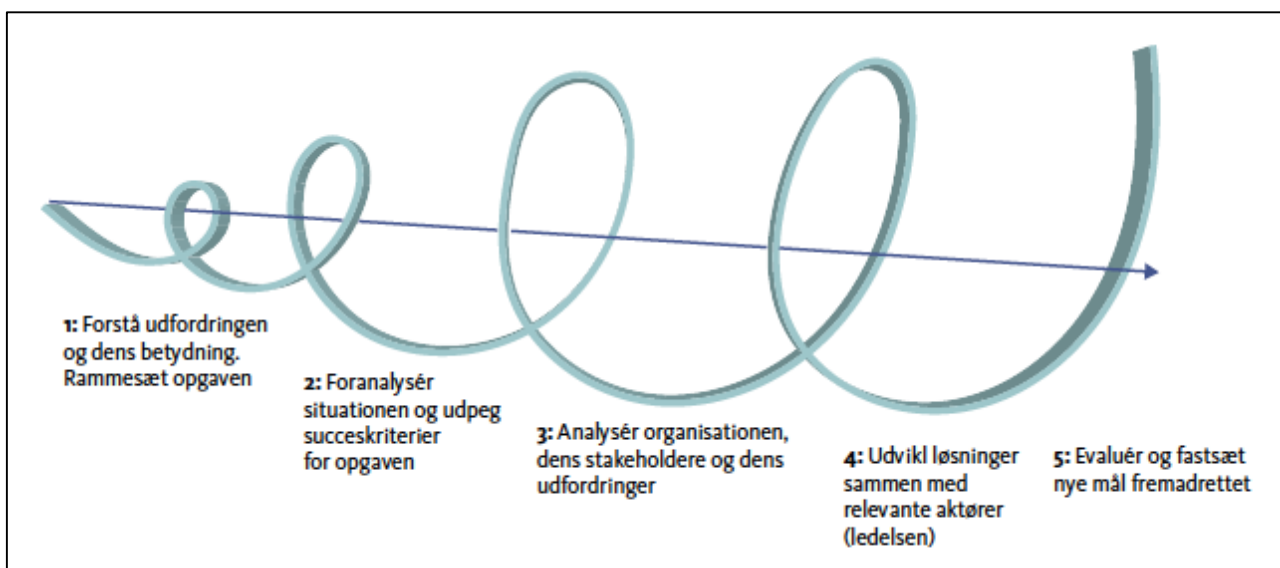 1: Forstå udfordringen
og dens betydning.
Rammesæt opgaven
2: Foranalysér
situationen og udpeg
succeskriterier
for opgaven
3: Analysér organisationen,
dens stakeholdere og dens
udfordringer
4: Udvikl løsninger
sammen med
relevante aktører
(ledelsen)
5: Evaluér og fastsæt
nye mål fremadrettet